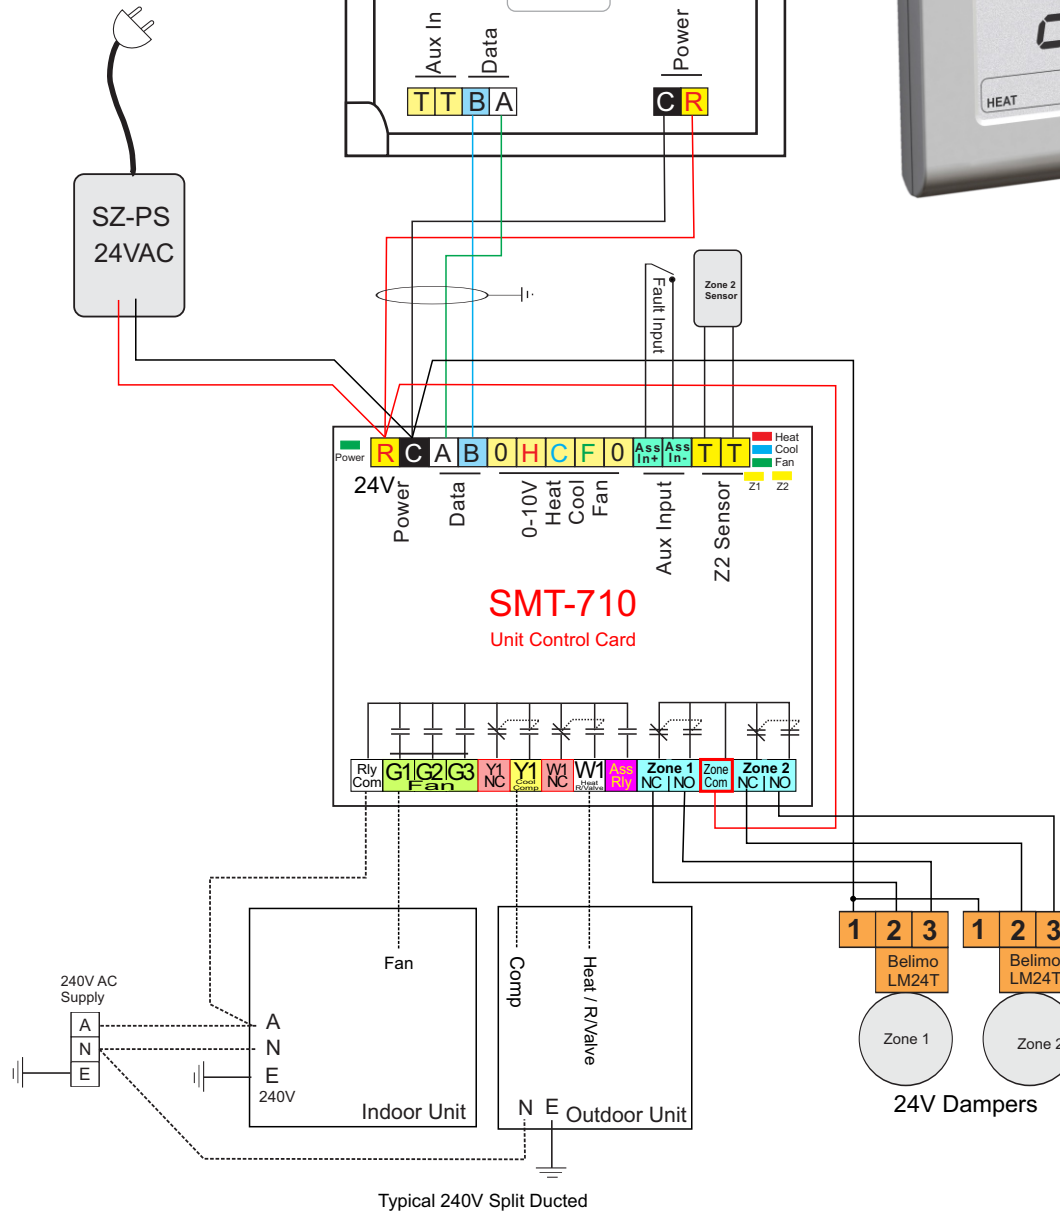 Aux In
Data
Power
T T B A
C R
HEAT
SZ-PS
24VAC
Fault Input
Zone 2
Sensor
Power
R C A B 0 H C F 0 Ass In+ Ass In- T T
Heat
Cool
Fan
Z1 Z2
24V
Power
Data
0-10V
Heat
Cool
Fan
Aux Input
Z2 Sensor
SMT-710
Unit Control Card
Rly Com
G1 G2 G3
Fan
Y1 NC
Y1
Cool
Comp
W1 NC
W1
Heat
R/Valve
Ass Rly
Zone 1
NC NO
Zone Com
Zone 2
NC NO
1 2 3
Belimo
LM24T
Zone 1
1 2 3
Belimo
LM24T
Zone 2
24V Dampers
Fan
Comp
Heat / R/Valve
240V AC
Supply
A
N
E
A
N
E
240V
Indoor Unit
N E Outdoor Unit
Typical 240V Split Ducted